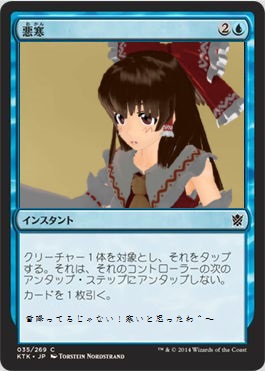 おかん
悪寒
2
インスタント
クリーチャー1体を対象とし、それをタップ
する。それは、それのコントローラーの次の
アンタップ・ステップにアンタップしない。
カードを1枚引く。
雪降ってるじゃない!寒いと思ったわ~
035/269 C
KTK・JP TORSTEIN NORDSTRAND
™ & © 2014 Wizards of the Coast